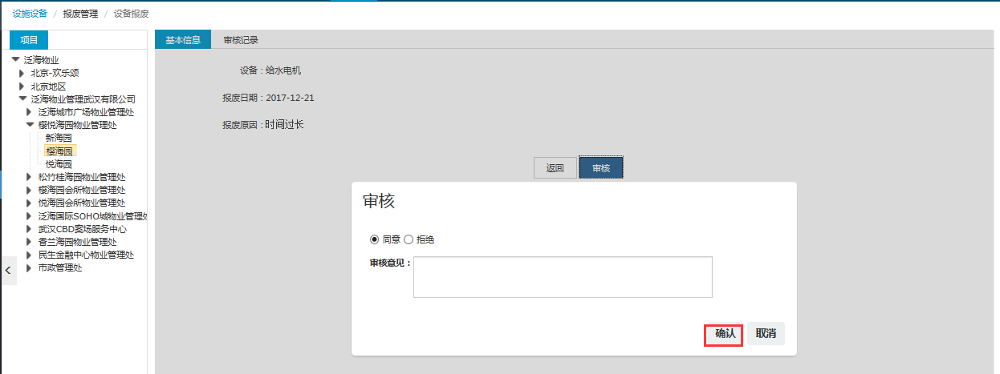 设施设备 / 报废管理 / 设备报废
项目
泛海物业
北京-欢乐颂
北京地区
泛海物业管理武汉有限公司
泛海城市广场物业管理处
樱悦海园物业管理处
新海园
樱海园
悦海园
松竹桂海园物业管理处
樱海园会所物业管理处
悦海园会所物业管理处
泛海国际SOHO城物业管理处
武汉CBD案场服务中心
香兰海园物业管理处
民生金融中心物业管理处
市政管理处
基本信息 审核记录
设备：给水电机
报废日期：2017-12-21
报废原因：时间过长
返回 审核
审核
同意 拒绝
审核意见：
确认 取消